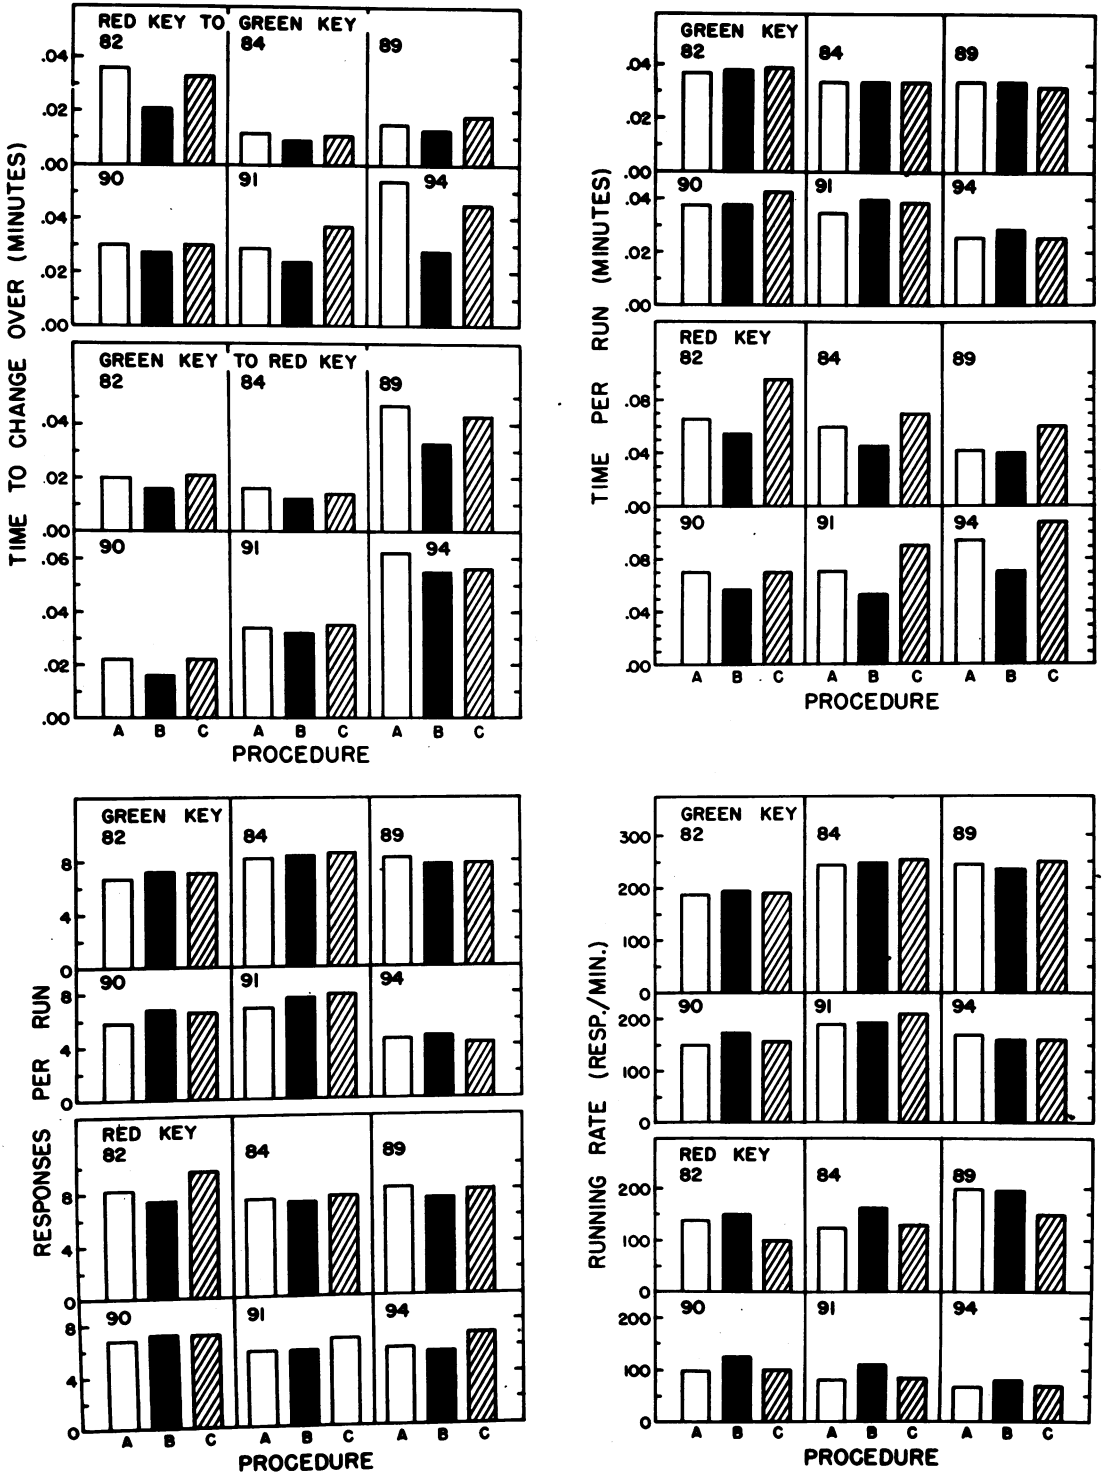 TIME TO CHANGE OVER (MINUTES)
RED KEY TO GREEN KEY
82 84 89
.04
.02
.00
90 91 94
.04
.02
.00
GREEN KEY TO RED KEY
82 84 89
.04
.02
.00
90 91 94
.06
.04
.02
.00
A B C A B C A B C
PROCEDURE
TIME PER RUN (MINUTES)
GREEN KEY
82 84 89
.04
.02
.00
90 91 94
.04
.02
.00
RED KEY
82 84 89
.08
.04
.00
90 91 94
.08
.04
.00
A B C A B C A B C
PROCEDURE
RESPONSES PER RUN
GREEN KEY
82 84 89
8
4
0
90 91 94
8
4
0
RED KEY
82 84 89
8
4
0
90 91 94
8
4
0
A B C A B C A B C
PROCEDURE
RUNNING RATE (RESP./MIN.)
GREEN KEY
82 84 89
300
200
100
0
90 91 94
200
100
0
RED KEY
82 84 89
200
100
0
90 91 94
200
100
0
A B C A B C A B C
PROCEDURE